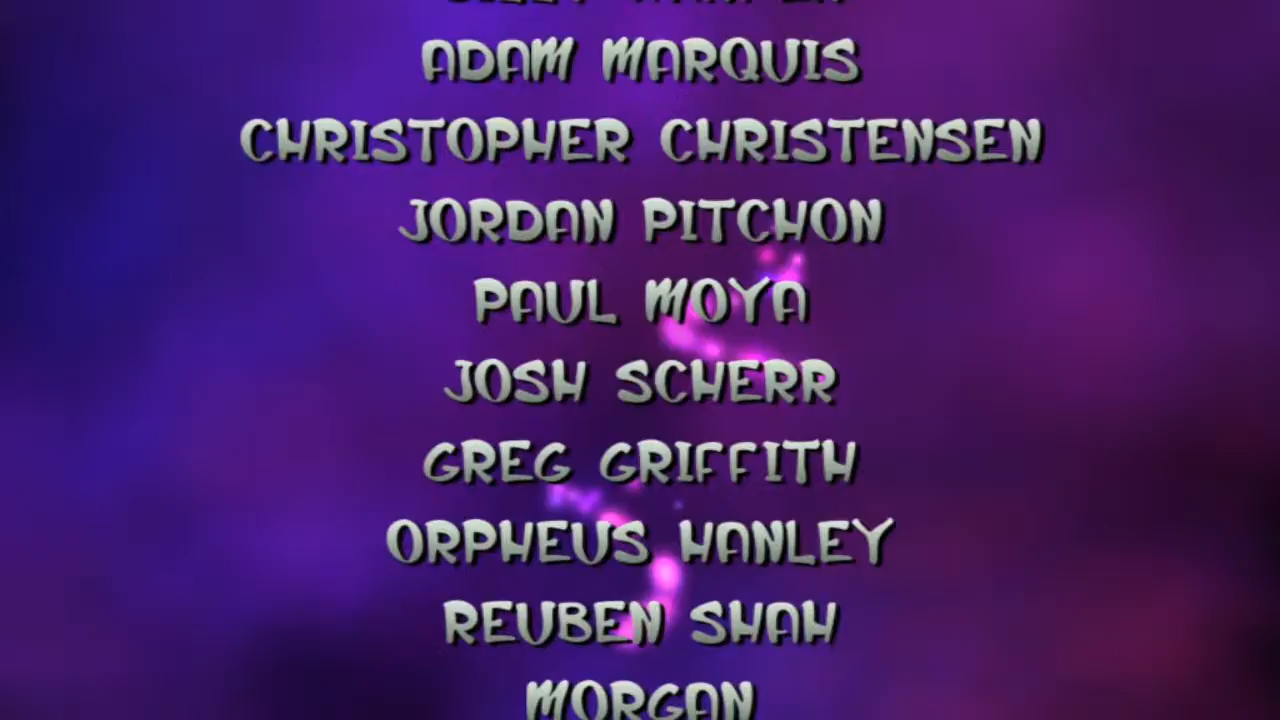 ADAM MARQUIS
CHRISTOPHER CHRISTENSEN
JORDAN PITCHON
PAUL MOYA
JOSH SCHERR
GREG GRIFFITH
ORPHEUS HANLEY
REUBEN SHAH
MORGAN